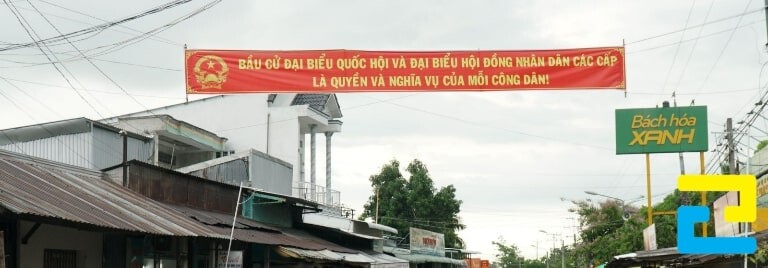 BẦU CỬ ĐẠI BIỂU QUỐC HỘI VÀ ĐẠI BIỂU HỘI ĐỒNG NHÂN DÂN CÁC CẤP
LÀ QUYỀN VÀ NGHĨA VỤ CỦA MỖI CÔNG DÂN!
Bách hóa
XANH